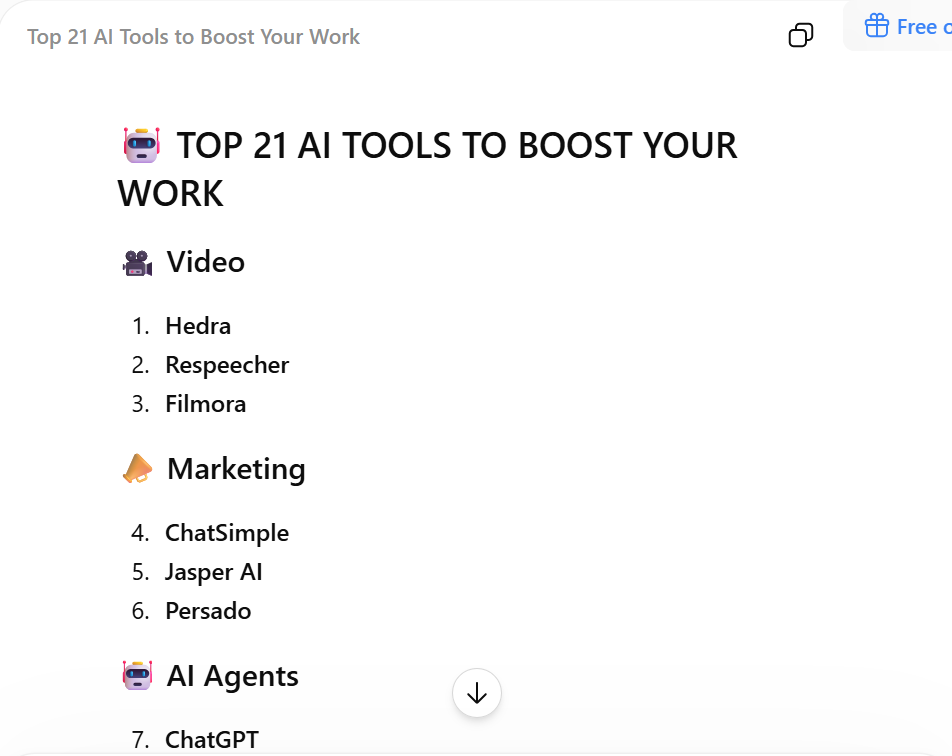 Top 21 AI Tools to Boost Your Work
Free
TOP 21 AI TOOLS TO BOOST YOUR
WORK
Video
1. Hedra
2. Respeecher
3. Filmora
Marketing
4. ChatSimple
5. Jasper AI
6. Persado
AI Agents
7. ChatGPT